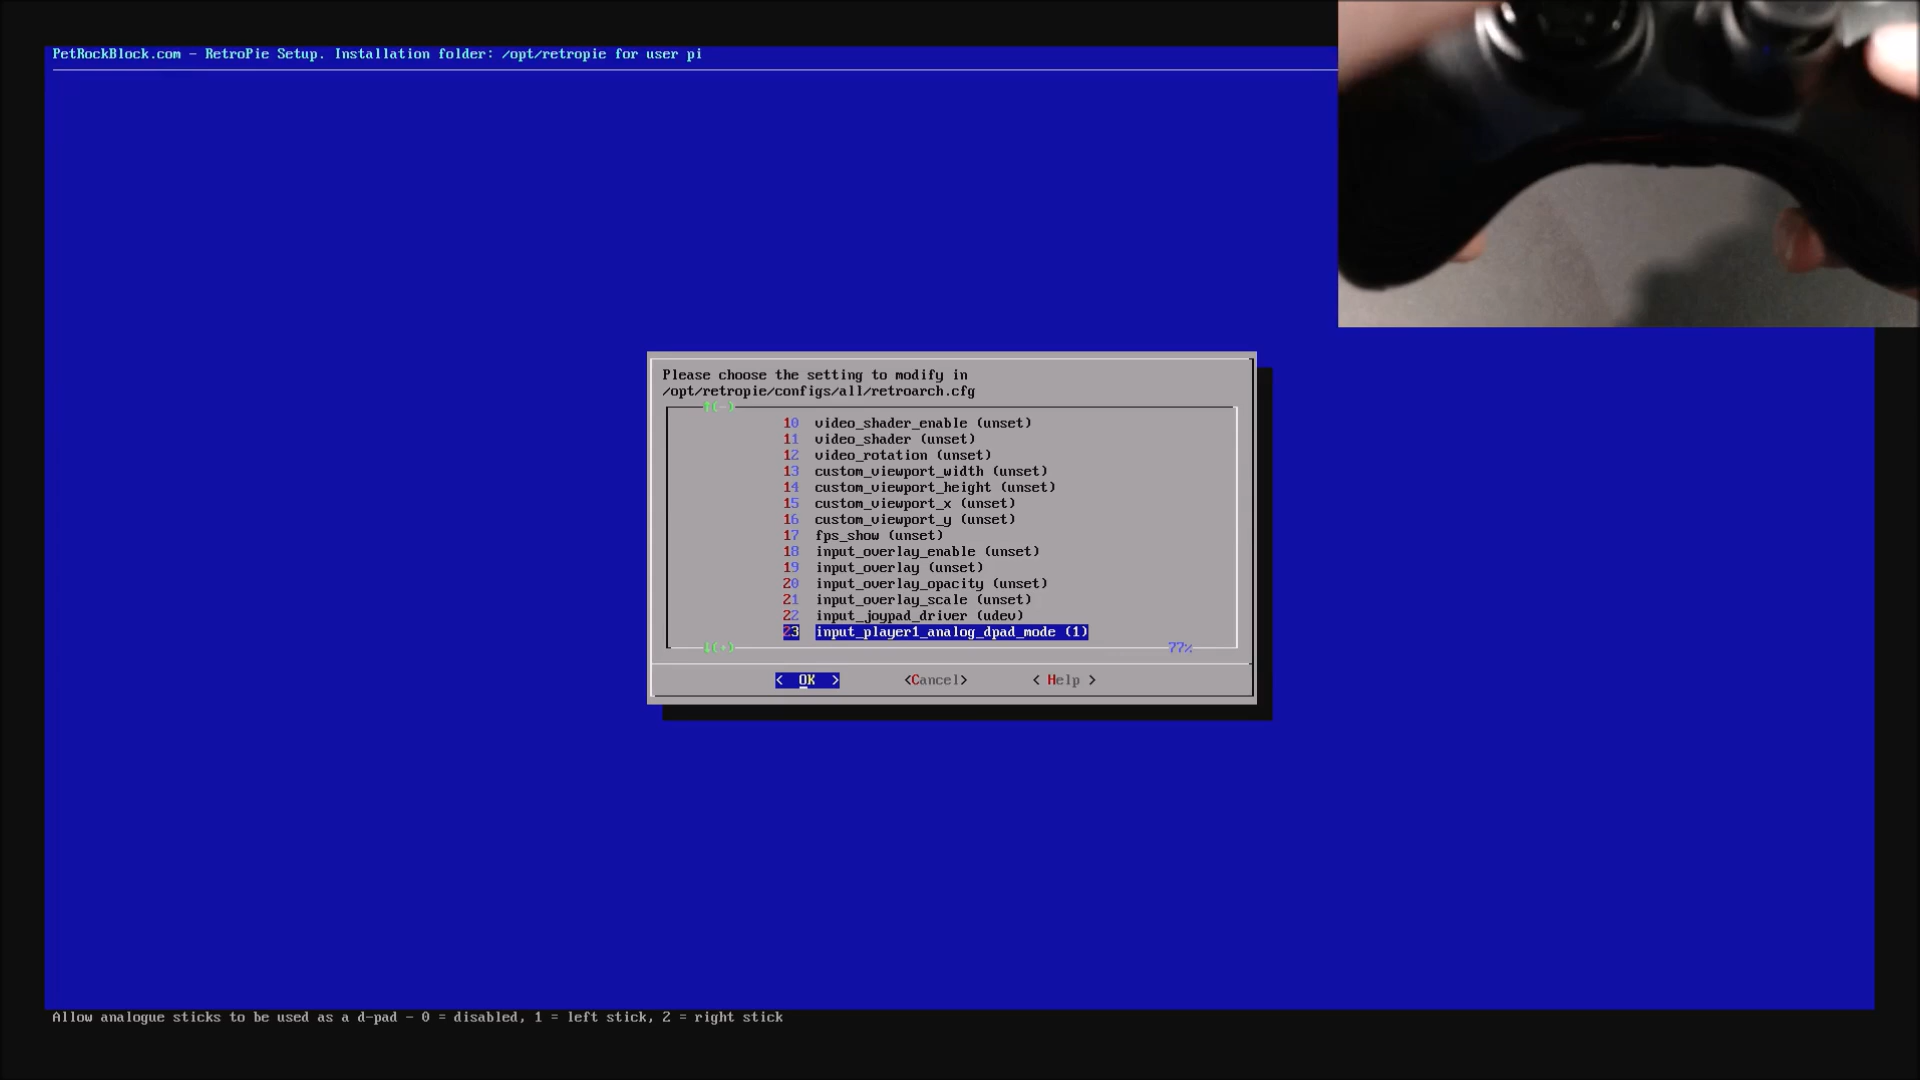 PetRockBlock.com - RetroPie Setup. Installation folder: /opt/retropie for user pi
Please choose the setting to modify in
/opt/retropie/configs/all/retroarch.cfg
↑(-)
10 video_shader_enable (unset)
11 video_shader (unset)
12 video_rotation (unset)
13 custom_viewport_width (unset)
14 custom_viewport_height (unset)
15 custom_viewport_x (unset)
16 custom_viewport_y (unset)
17 fps_show (unset)
18 input_overlay_enable (unset)
19 input_overlay (unset)
20 input_overlay_opacity (unset)
21 input_overlay_scale (unset)
22 input_joypad_driver (udev)
23 input_player1_analog_dpad_mode (1)
↓(+) 77%
< OK > <Cancel> < Help >
Allow analogue sticks to be used as a d-pad - 0 = disabled, 1 = left stick, 2 = right stick